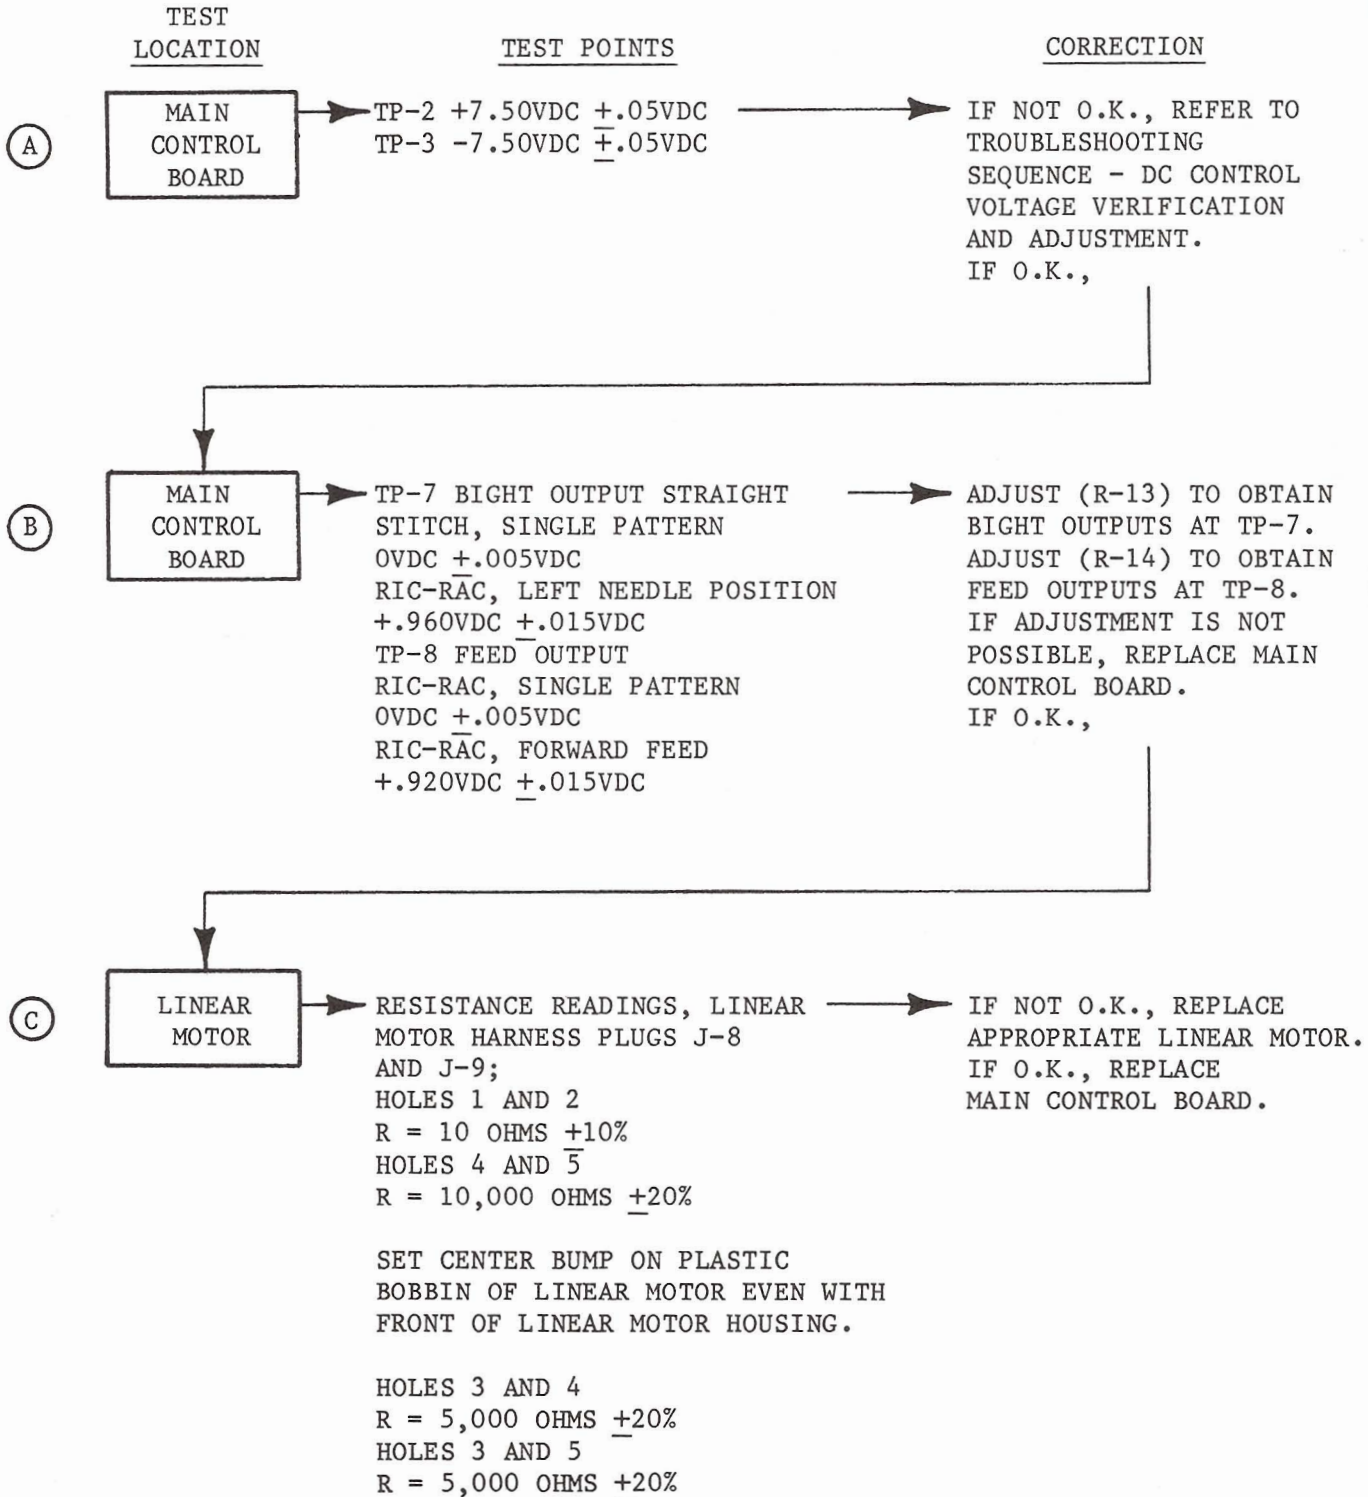 TEST
LOCATION
TEST POINTS
CORRECTION
A
MAIN
CONTROL
BOARD
TP-2 +7.50VDC ±.05VDC
TP-3 -7.50VDC ±.05VDC
IF NOT O.K., REFER TO
TROUBLESHOOTING
SEQUENCE - DC CONTROL
VOLTAGE VERIFICATION
AND ADJUSTMENT.
IF O.K.,
B
MAIN
CONTROL
BOARD
TP-7 BIGHT OUTPUT STRAIGHT
STITCH, SINGLE PATTERN
0VDC ±.005VDC
RIC-RAC, LEFT NEEDLE POSITION
+.960VDC ±.015VDC
TP-8 FEED OUTPUT
RIC-RAC, SINGLE PATTERN
0VDC ±.005VDC
RIC-RAC, FORWARD FEED
+.920VDC ±.015VDC
ADJUST (R-13) TO OBTAIN
BIGHT OUTPUTS AT TP-7.
ADJUST (R-14) TO OBTAIN
FEED OUTPUTS AT TP-8.
IF ADJUSTMENT IS NOT
POSSIBLE, REPLACE MAIN
CONTROL BOARD.
IF O.K.,
C
LINEAR
MOTOR
RESISTANCE READINGS, LINEAR
MOTOR HARNESS PLUGS J-8
AND J-9;
HOLES 1 AND 2
R = 10 OHMS ±10%
HOLES 4 AND 5
R = 10,000 OHMS ±20%
SET CENTER BUMP ON PLASTIC
BOBBIN OF LINEAR MOTOR EVEN WITH
FRONT OF LINEAR MOTOR HOUSING.
HOLES 3 AND 4
R = 5,000 OHMS ±20%
HOLES 3 AND 5
R = 5,000 OHMS +20%
IF NOT O.K., REPLACE
APPROPRIATE LINEAR MOTOR.
IF O.K., REPLACE
MAIN CONTROL BOARD.